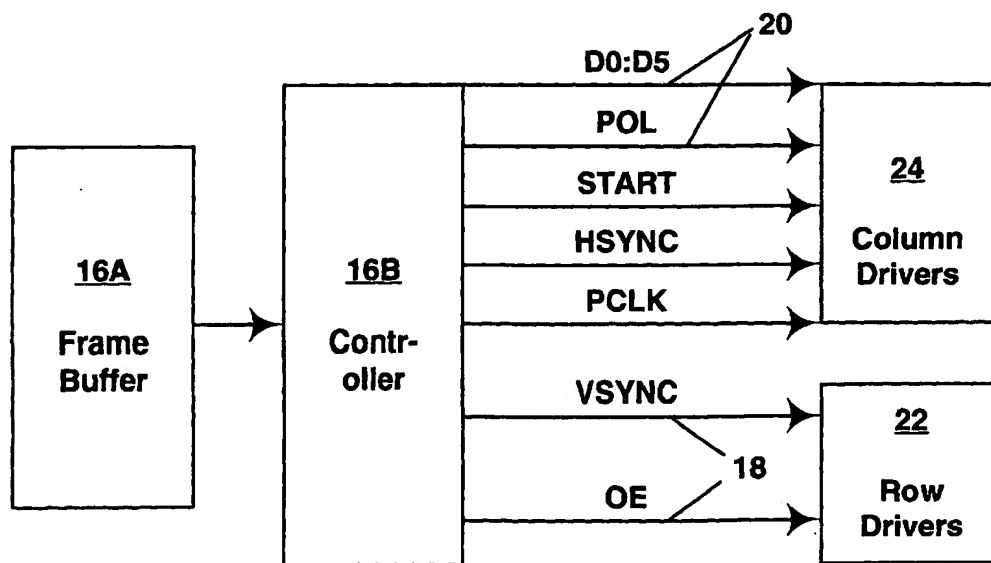 20
D0:D5
POL
START
HSYNC
PCLK
VSYNC
18
OE
16A
Frame
Buffer
16B
Contr-
oller
24
Column
Drivers
22
Row
Drivers